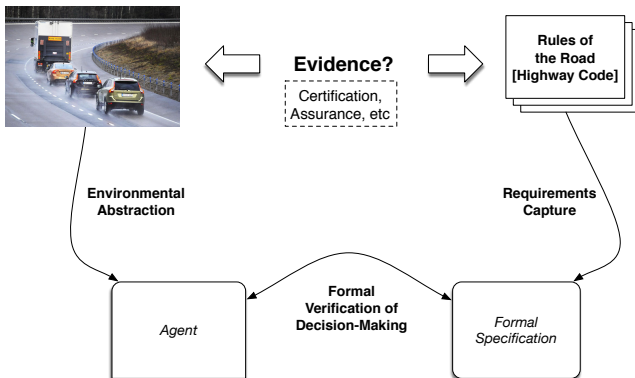 Evidence?
Certification,
Assurance, etc
Rules of
the Road
[Highway Code]
Environmental
Abstraction
Requirements
Capture
Formal
Verification of
Decision-Making
Agent
Formal
Specification